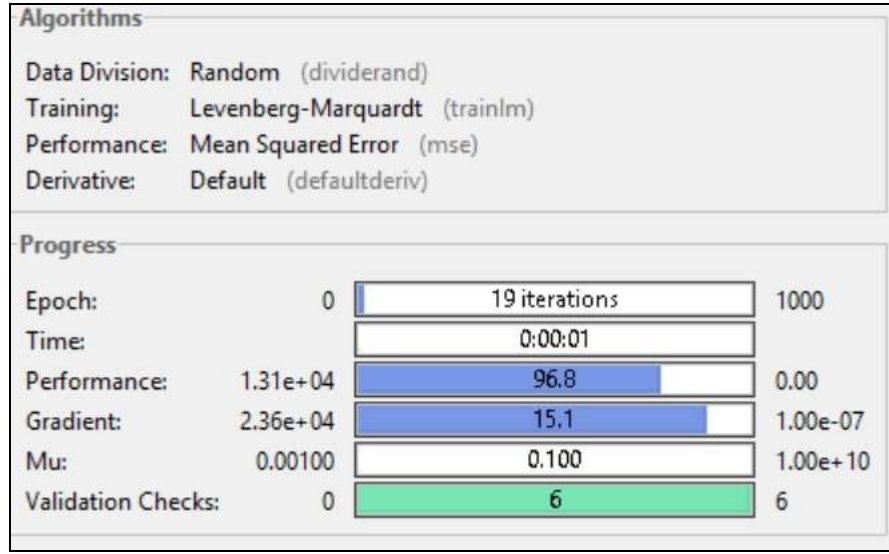 Algorithms
Data Division: Random (dividerand)
Training: Levenberg-Marquardt (trainlm)
Performance: Mean Squared Error (mse)
Derivative: Default (defaultderiv)
Progress
Epoch: 0 19 iterations 1000
Time: 0:00:01
Performance: 1.31e+04 96.8 0.00
Gradient: 2.36e+04 15.1 1.00e-07
Mu: 0.00100 0.100 1.00e+10
Validation Checks: 0 6 6